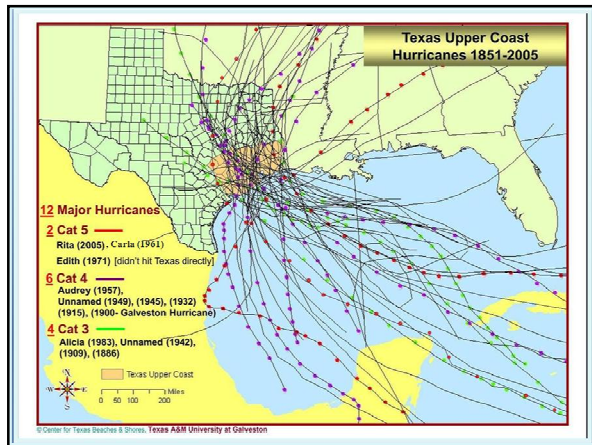 Texas Upper Coast
Hurricanes 1851-2005
12 Major Hurricanes
2 Cat 5
Rita (2005). Carla (1961)
Edith (1971) [didn't hit Texas directly]
6 Cat 4
Audrey (1957),
Unnamed (1949), (1945), (1932)
(1915), (1900- Galveston Hurricane)
4 Cat 3
Alicia (1983), Unnamed (1942),
(1909), (1886)
Texas Upper Coast
N
W E
S
0 50 100 200
Miles
© Center for Texas Beaches & Shores, Texas A&M University at Galveston